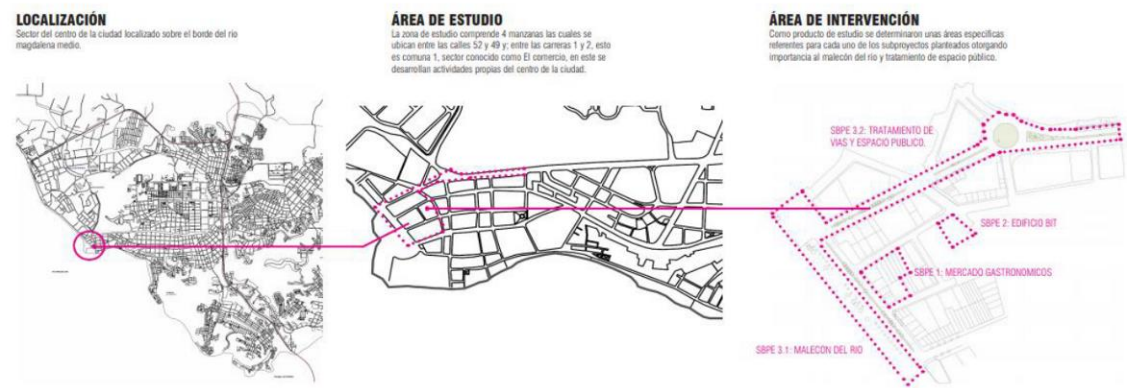 LOCALIZACIÓN
Sector del centro de la ciudad localizado sobre el borde del río
magdalena medio.
ÁREA DE ESTUDIO
La zona de estudio comprende 4 manzanas las cuales se
ubican entre las calles 52 y 49 y; entre las carreras 1 y 2, esto
es comuna 1, sector conocido como El comercio, en este se
desarrollan actividades propias del centro de la ciudad.
ÁREA DE INTERVENCIÓN
Como producto de estudio se determinaron unas áreas específicas
referentes para cada uno de los subproyectos planteados otorgando
importancia al malecón del río y tratamiento de espacio público.
SBPE 3.2: TRATAMIENTO DE
VIAS Y ESPACIO PUBLICO.
SBPE 2: EDIFICIO BIT
SBPE 1: MERCADO GASTRONOMICOS
SBPE 3.1: MALECON DEL RIO